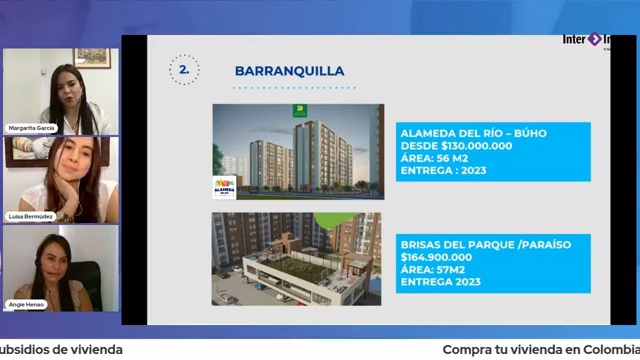 Inter
2.
BARRANQUILLA
ALAMEDA
ALAMEDA DEL RÍO – BÚHO
DESDE $130.000.000
ÁREA: 56 M2
ENTREGA : 2023
BRISAS DEL PARQUE /PARAÍSO
$164.900.000
ÁREA: 57M2
ENTREGA 2023
Margarita García
Luisa Bermúdez
Angie Henao
ubsidios de vivienda
Compra tu vivienda en Colombia